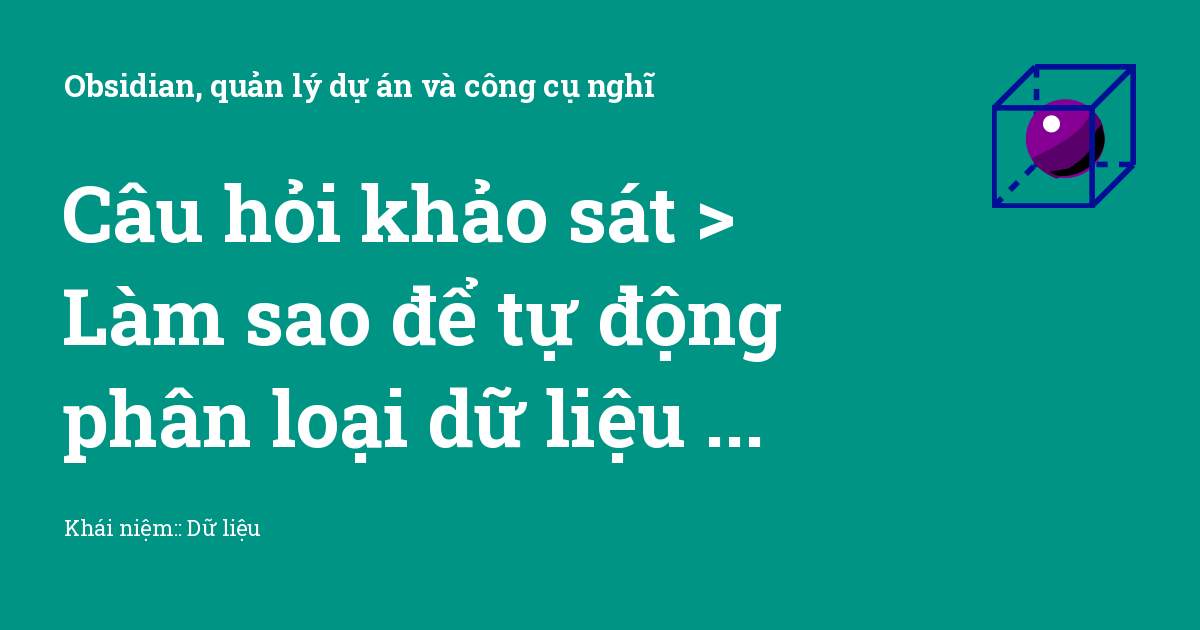 Obsidian, quản lý dự án và công cụ nghĩ
Câu hỏi khảo sát >
Làm sao để tự động
phân loại dữ liệu ...
Khái niệm:: Dữ liệu